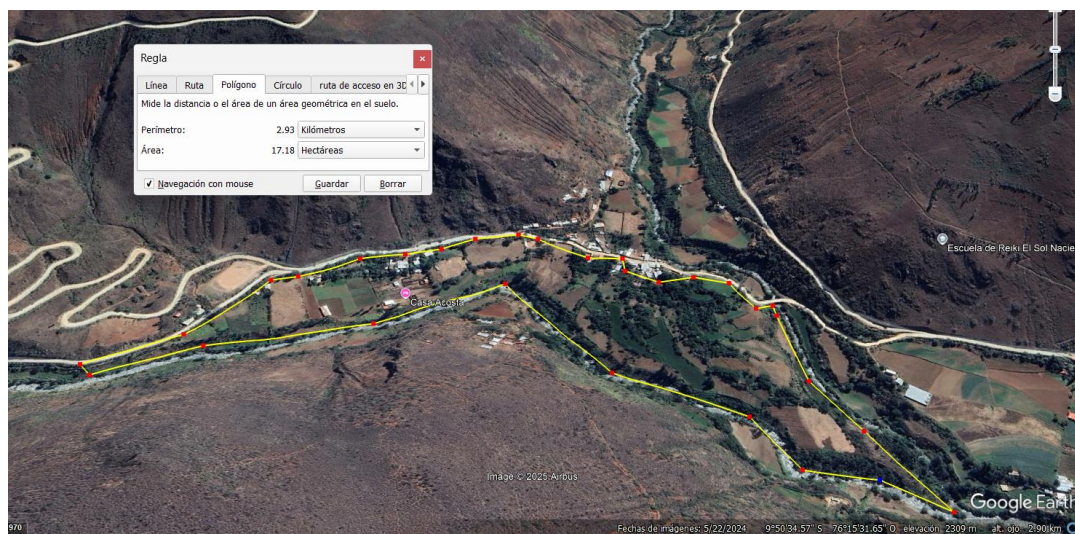 Regla
Línea Ruta Polígono Círculo ruta de acceso en 3D
Mide la distancia o el área de un área geométrica en el suelo.
Perímetro: 2.93 Kilómetros
Área: 17.18 Hectáreas
Navegación con mouse Guardar Borrar
Escuela de Reiki El Sol Nacie
Casa Acosta
Image © 2025 Airbus
Google Earth
970
Fechas de imágenes: 5/22/2024 9°50'34.57" S 76°15'31.65" O elevación 2309 m alt. ojo 2.90 km